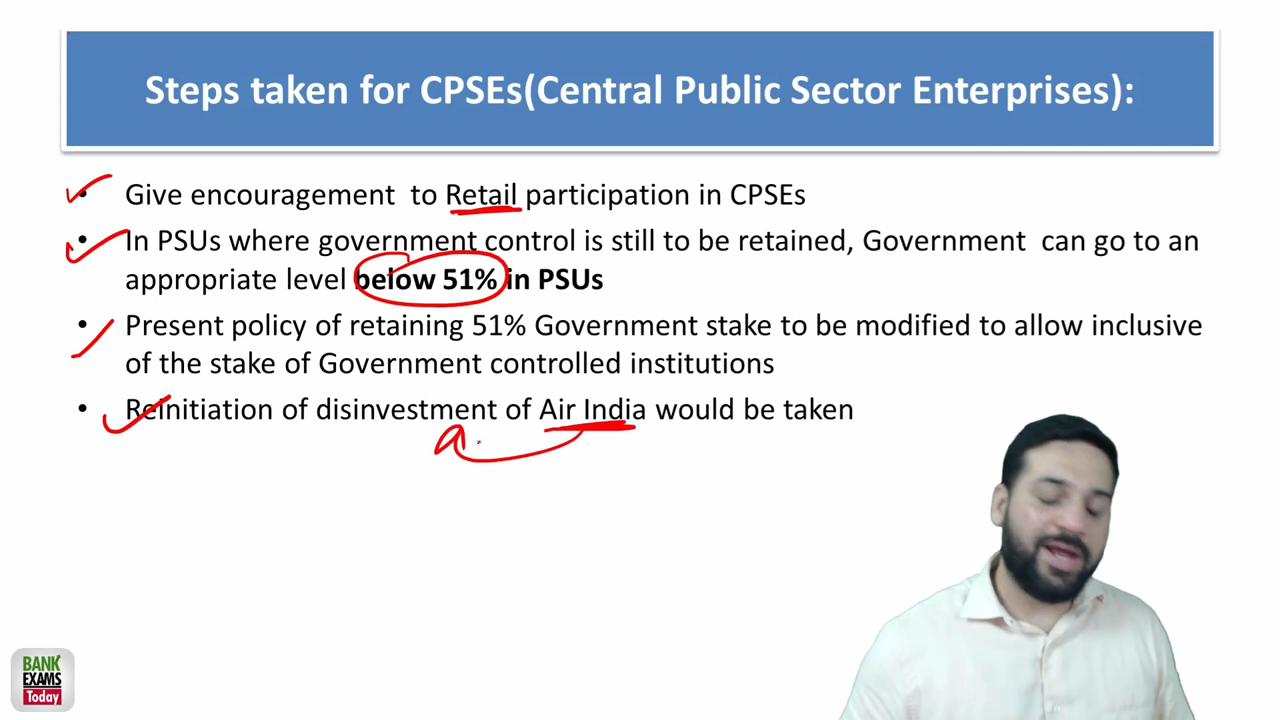 Steps taken for CPSEs(Central Public Sector Enterprises):
• Give encouragement to Retail participation in CPSEs
• In PSUs where government control is still to be retained, Government can go to an
appropriate level below 51% in PSUs
• Present policy of retaining 51% Government stake to be modified to allow inclusive
of the stake of Government controlled institutions
• Reinitiation of disinvestment of Air India would be taken
a
BANK
EXAMS
Today